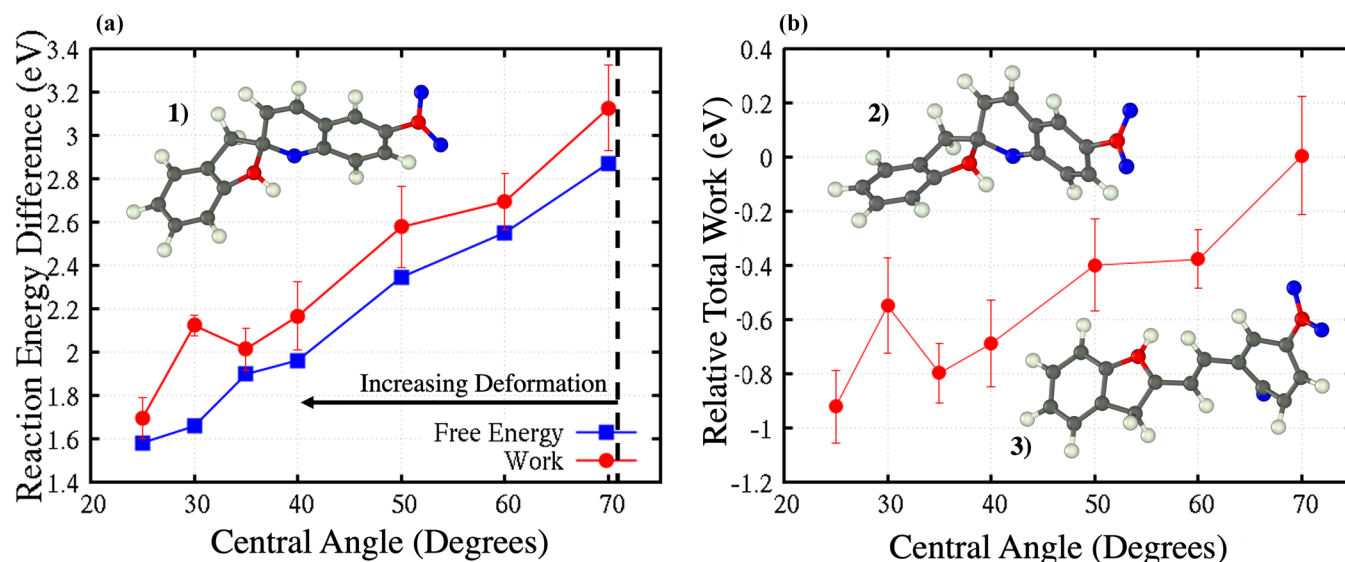 (a)
Reaction Energy Difference (eV)
3.4
3.2
3
2.8
2.6
2.4
2.2
2
1.8
1.6
1.4
1)
Increasing Deformation
Free Energy
Work
20 30 40 50 60 70
Central Angle (Degrees)
(b)
Relative Total Work (eV)
0.4
0.2
0
-0.2
-0.4
-0.6
-0.8
-1
-1.2
2)
3)
20 30 40 50 60 70
Central Angle (Degrees)